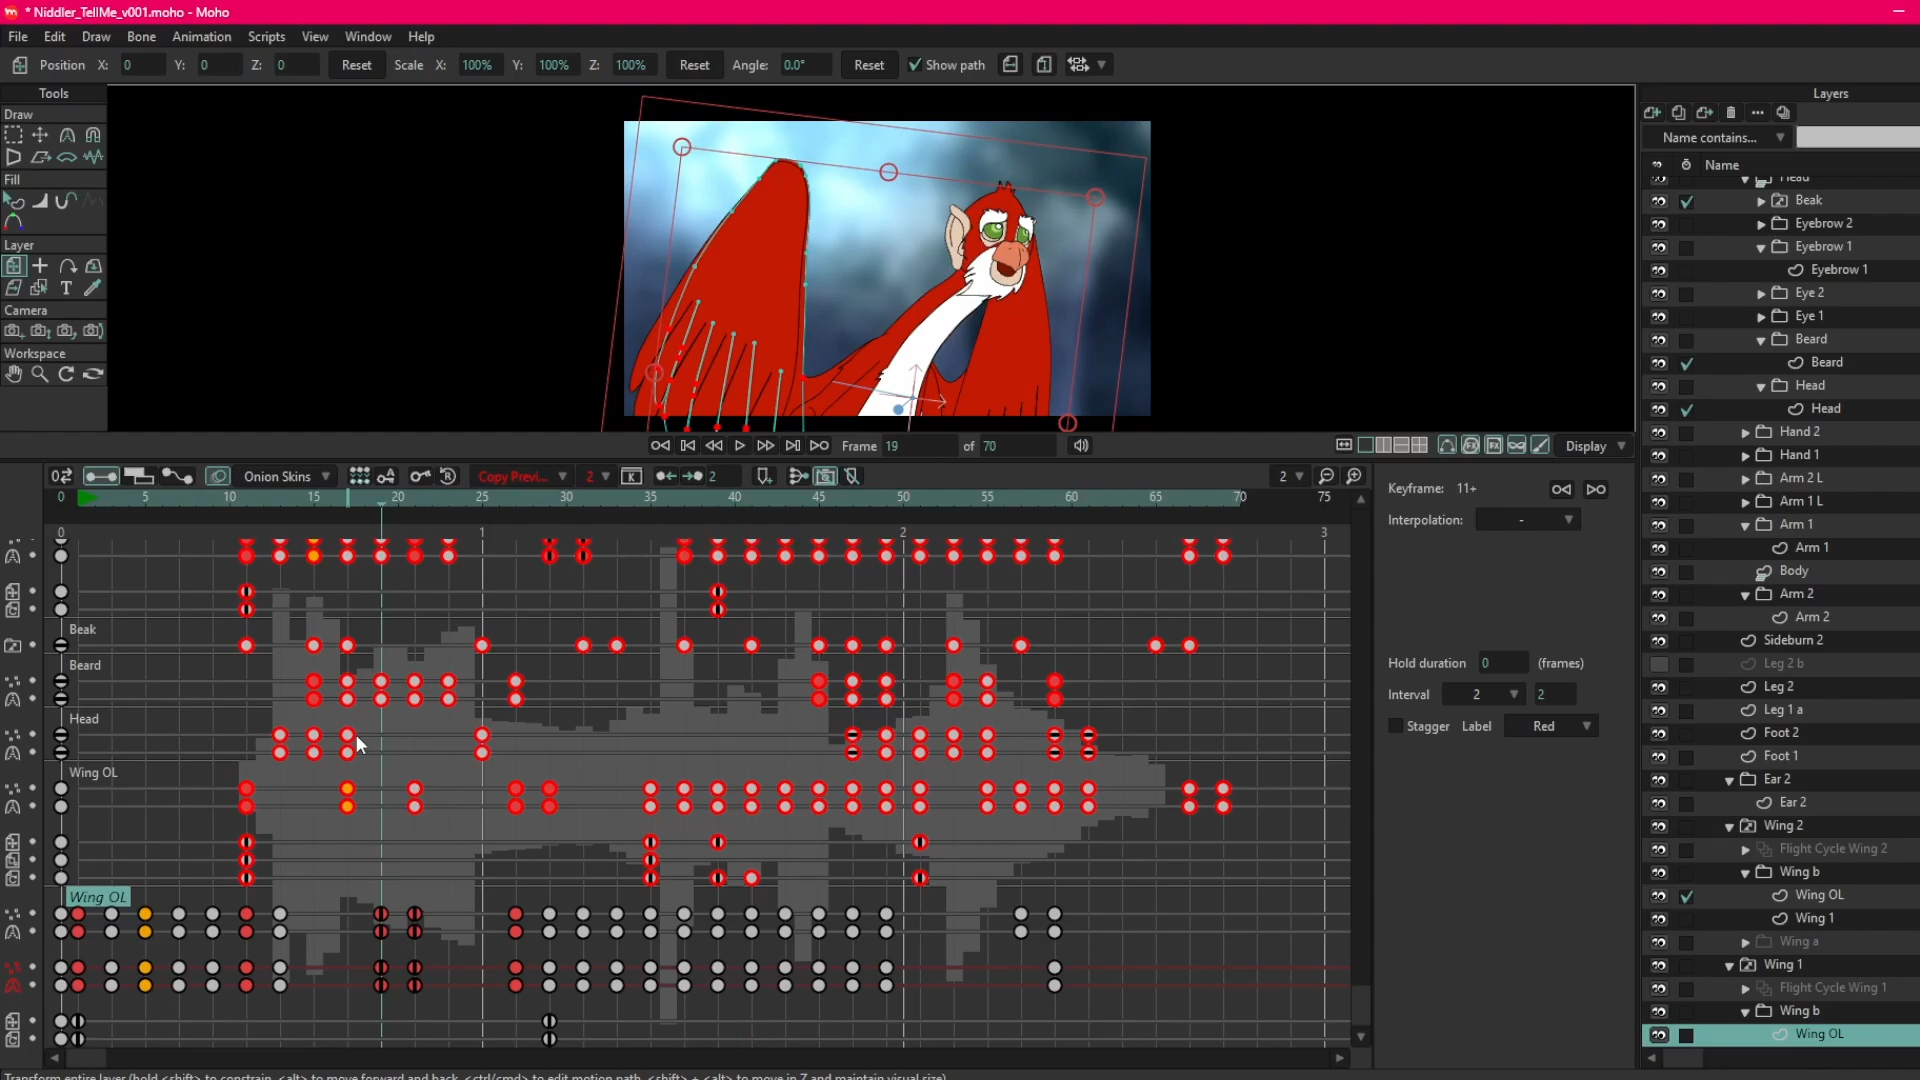 * Niddler_TellMe_v001.moho - Moho
File Edit Draw Bone Animation Scripts View Window Help
Position X: 0 Y: 0 Z: 0 Reset Scale X: 100% Y: 100% Z: 100% Reset Angle: 0.0° Reset Show path
Tools
Draw
Fill
Layer
Camera
Workspace
Layers
Name contains...
Name
Head
Beak
Eyebrow 2
Eyebrow 1
Eyebrow 1
Eye 2
Eye 1
Beard
Beard
Head
Head
Hand 2
Hand 1
Arm 2 L
Arm 1 L
Arm 1
Arm 1
Body
Arm 2
Arm 2
Sideburn 2
Leg 2 b
Leg 2
Leg 1 a
Foot 2
Foot 1
Ear 2
Ear 2
Wing 2
Flight Cycle Wing 2
Wing b
Wing OL
Wing 1
Wing a
Wing 1
Flight Cycle Wing 1
Wing b
Wing OL
Frame 19 of 70
Display
Onion Skins Copy Previ... 2 2 2
0 5 10 15 20 25 30 35 40 45 50 55 60 65 70 75
0 1 2 3
Beak
Beard
Head
Wing OL
Wing OL
Keyframe: 11+
Interpolation: -
Hold duration 0 (frames)
Interval 2 2
Stagger Label Red
Transform entire layer (hold <shift> to constrain, <alt> to move forward and back, <ctrl/cmd> to edit motion path, <shift> + <alt> to move in Z and maintain visual size)